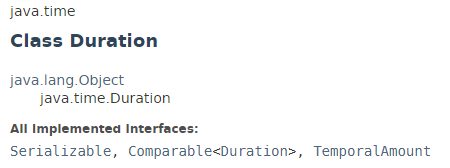 java.time
Class Duration
java.lang.Object
java.time.Duration
All Implemented Interfaces:
Serializable, Comparable<Duration>, TemporalAmount